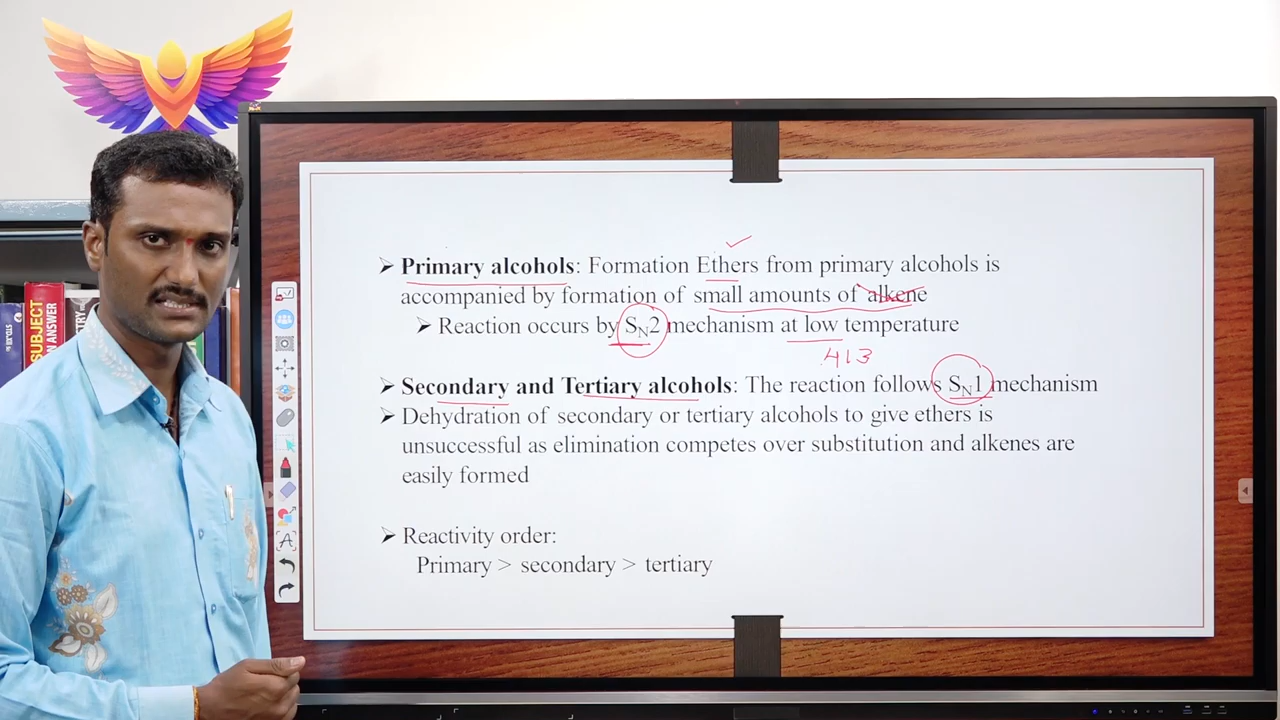 ➢ Primary alcohols: Formation Ethers from primary alcohols is
accompanied by formation of small amounts of alkene
➢ Reaction occurs by SN2 mechanism at low temperature
413
➢ Secondary and Tertiary alcohols: The reaction follows SN1 mechanism
➢ Dehydration of secondary or tertiary alcohols to give ethers is
unsuccessful as elimination competes over substitution and alkenes are
easily formed
➢ Reactivity order:
Primary > secondary > tertiary
SUBJECT